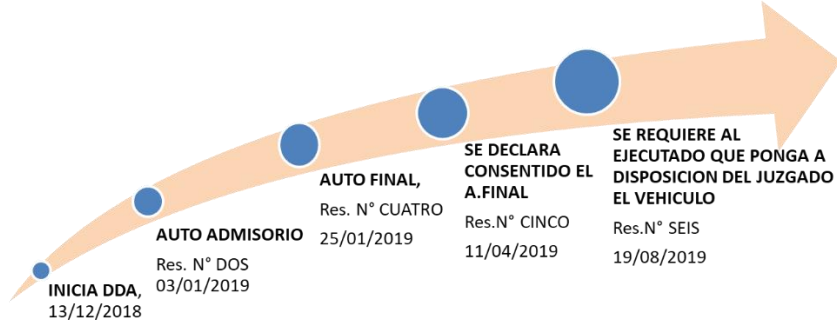 INICIA DDA,
13/12/2018
AUTO ADMISORIO
Res. N° DOS
03/01/2019
AUTO FINAL,
Res. N° CUATRO
25/01/2019
SE DECLARA
CONSENTIDO EL
A.FINAL
Res.N° CINCO
11/04/2019
SE REQUIERE AL
EJECUTADO QUE PONGA A
DISPOSICION DEL JUZGADO
EL VEHICULO
Res.N° SEIS
19/08/2019